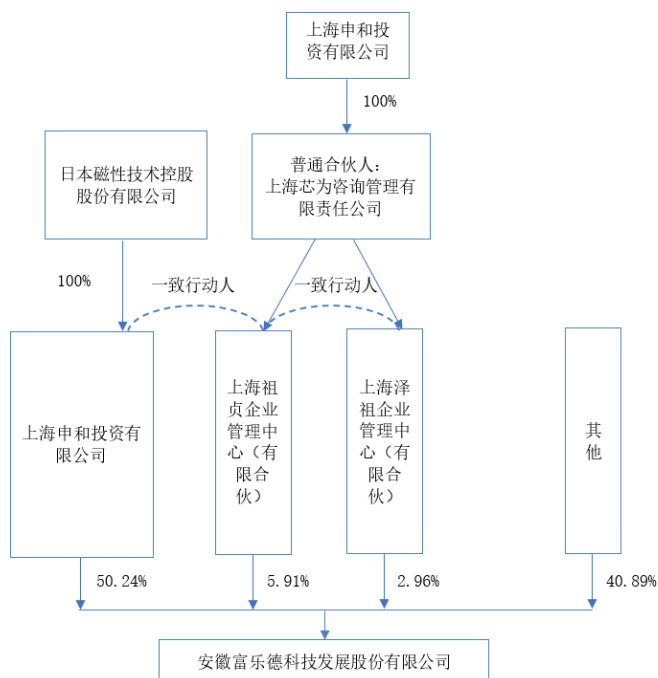 上海申和投
资有限公司
100%
日本磁性技术控股
股份有限公司
普通合伙人：
上海芯为咨询管理有
限责任公司
100%
一致行动人
一致行动人
上海申和投资有
限公司
上海祖
贞企业
管理中
心（有
限合
伙）
上海泽
祖企业
管理中
心（有
限合
伙）
其
他
50.24%
5.91%
2.96%
40.89%
安徽富乐德科技发展股份有限公司